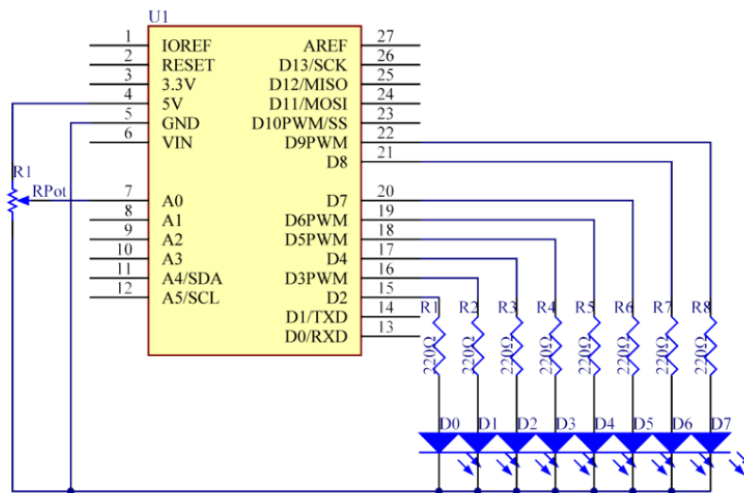 U1
1 IOREF AREF 27
2 RESET D13/SCK 26
3 3.3V D12/MISO 25
4 5V D11/MOSI 24
5 GND D10PWM/SS 23
6 VIN D9PWM 22
D8 21
R1
RPot
7 A0 D7 20
8 A1 D6PWM 19
9 A2 D5PWM 18
10 A3 D4 17
11 A4/SDA D3PWM 16
12 A5/SCL D2 15
D1/TXD 14
D0/RXD 13
R1 R2 R3 R4 R5 R6 R7 R8
220Ω 220Ω 220Ω 220Ω 220Ω 220Ω 220Ω 220Ω
D0 D1 D2 D3 D4 D5 D6 D7